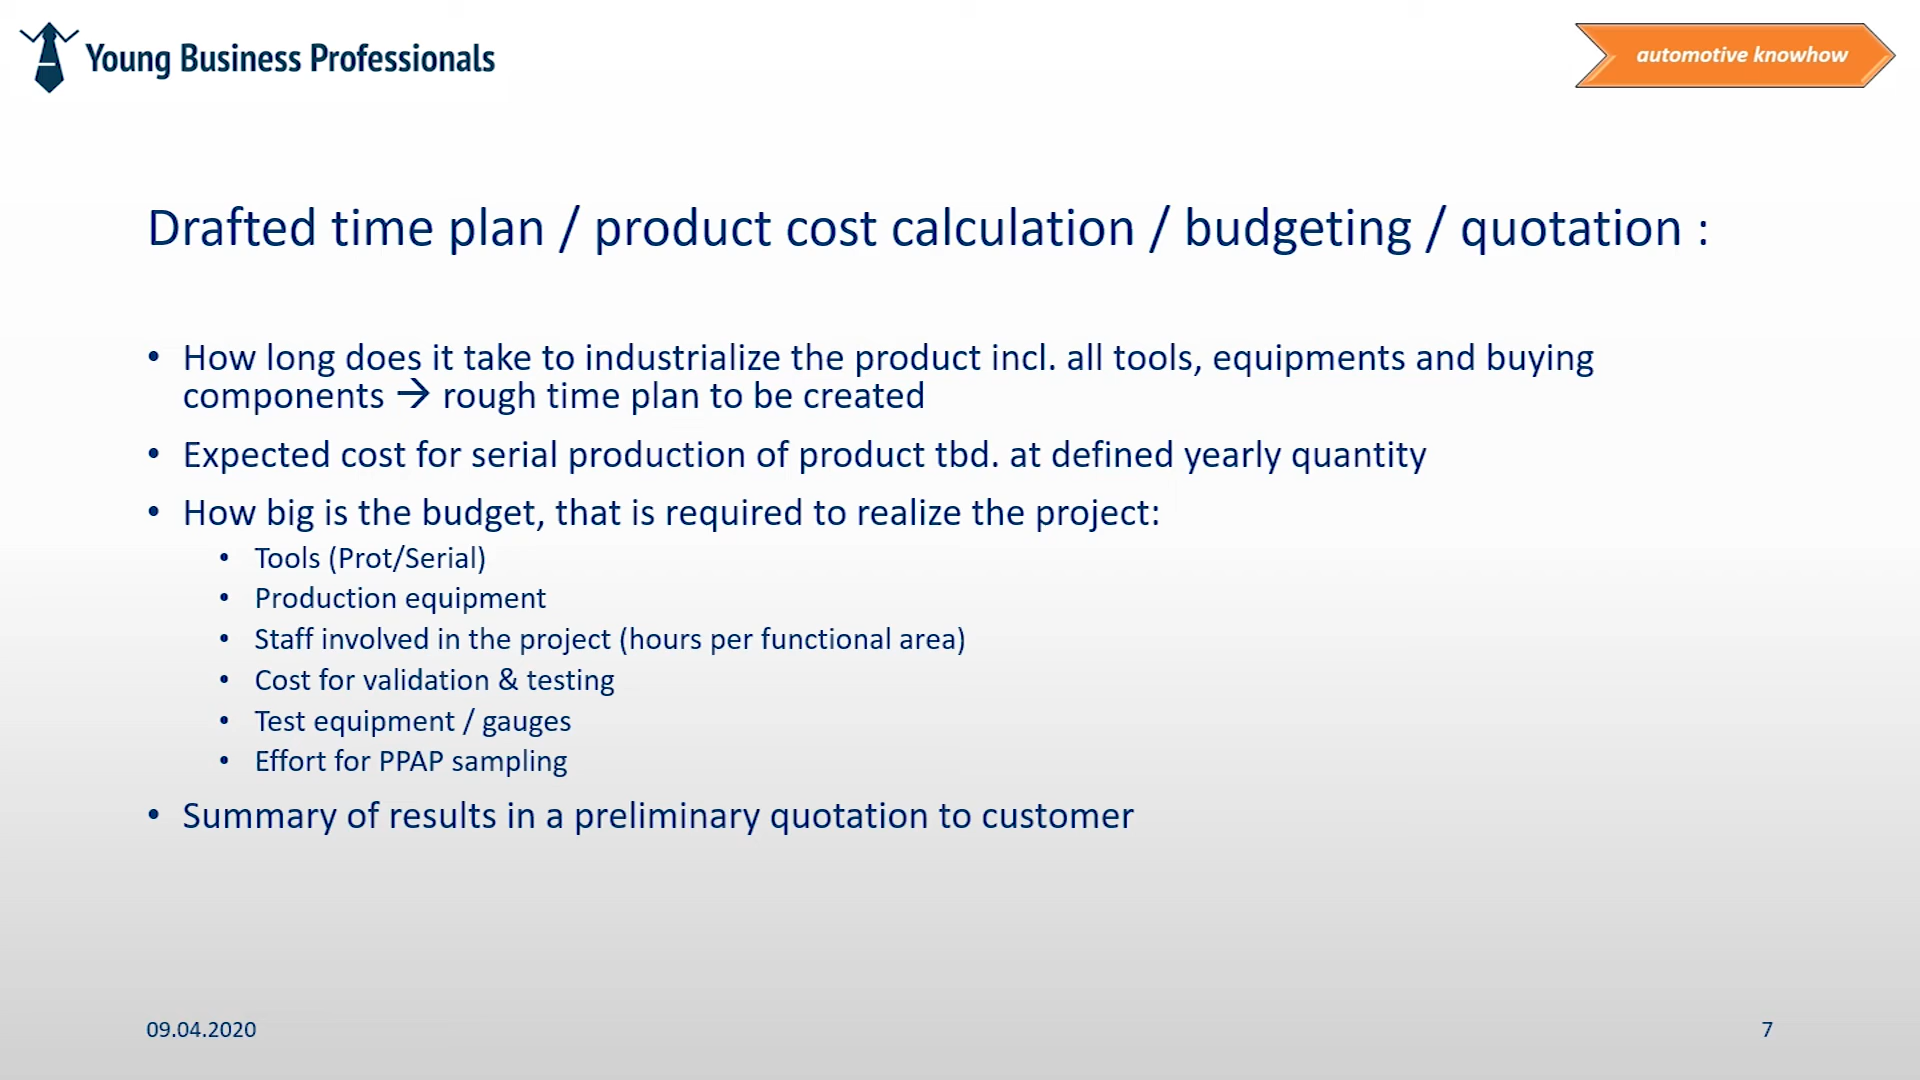 Young Business Professionals
automotive knowhow
Drafted time plan / product cost calculation / budgeting / quotation :
• How long does it take to industrialize the product incl. all tools, equipments and buying
components → rough time plan to be created
• Expected cost for serial production of product tbd. at defined yearly quantity
• How big is the budget, that is required to realize the project:
• Tools (Prot/Serial)
• Production equipment
• Staff involved in the project (hours per functional area)
• Cost for validation & testing
• Test equipment / gauges
• Effort for PPAP sampling
• Summary of results in a preliminary quotation to customer
09.04.2020
7